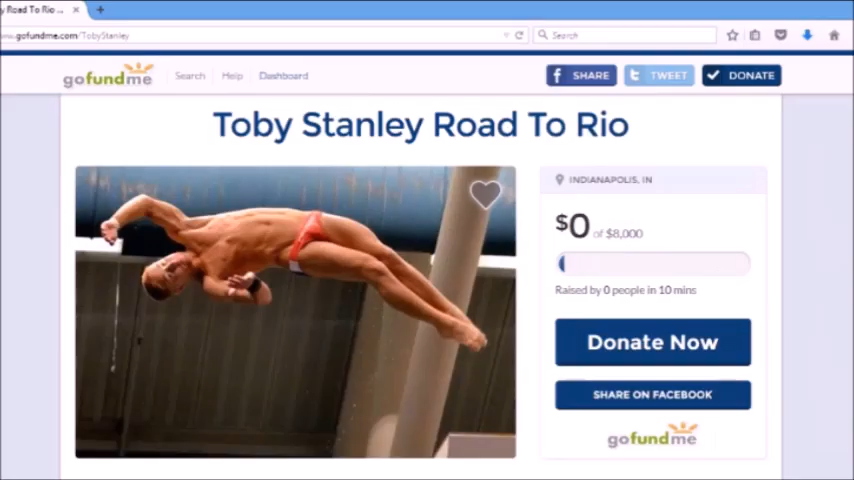 y Road To Rio ...
ww.gofundme.com/TobyStanley
Search
gofundme
Search
Help
Dashboard
SHARE
TWEET
DONATE
Toby Stanley Road To Rio
INDIANAPOLIS, IN
$0 of $8,000
Raised by 0 people in 10 mins
Donate Now
SHARE ON FACEBOOK
gofundme